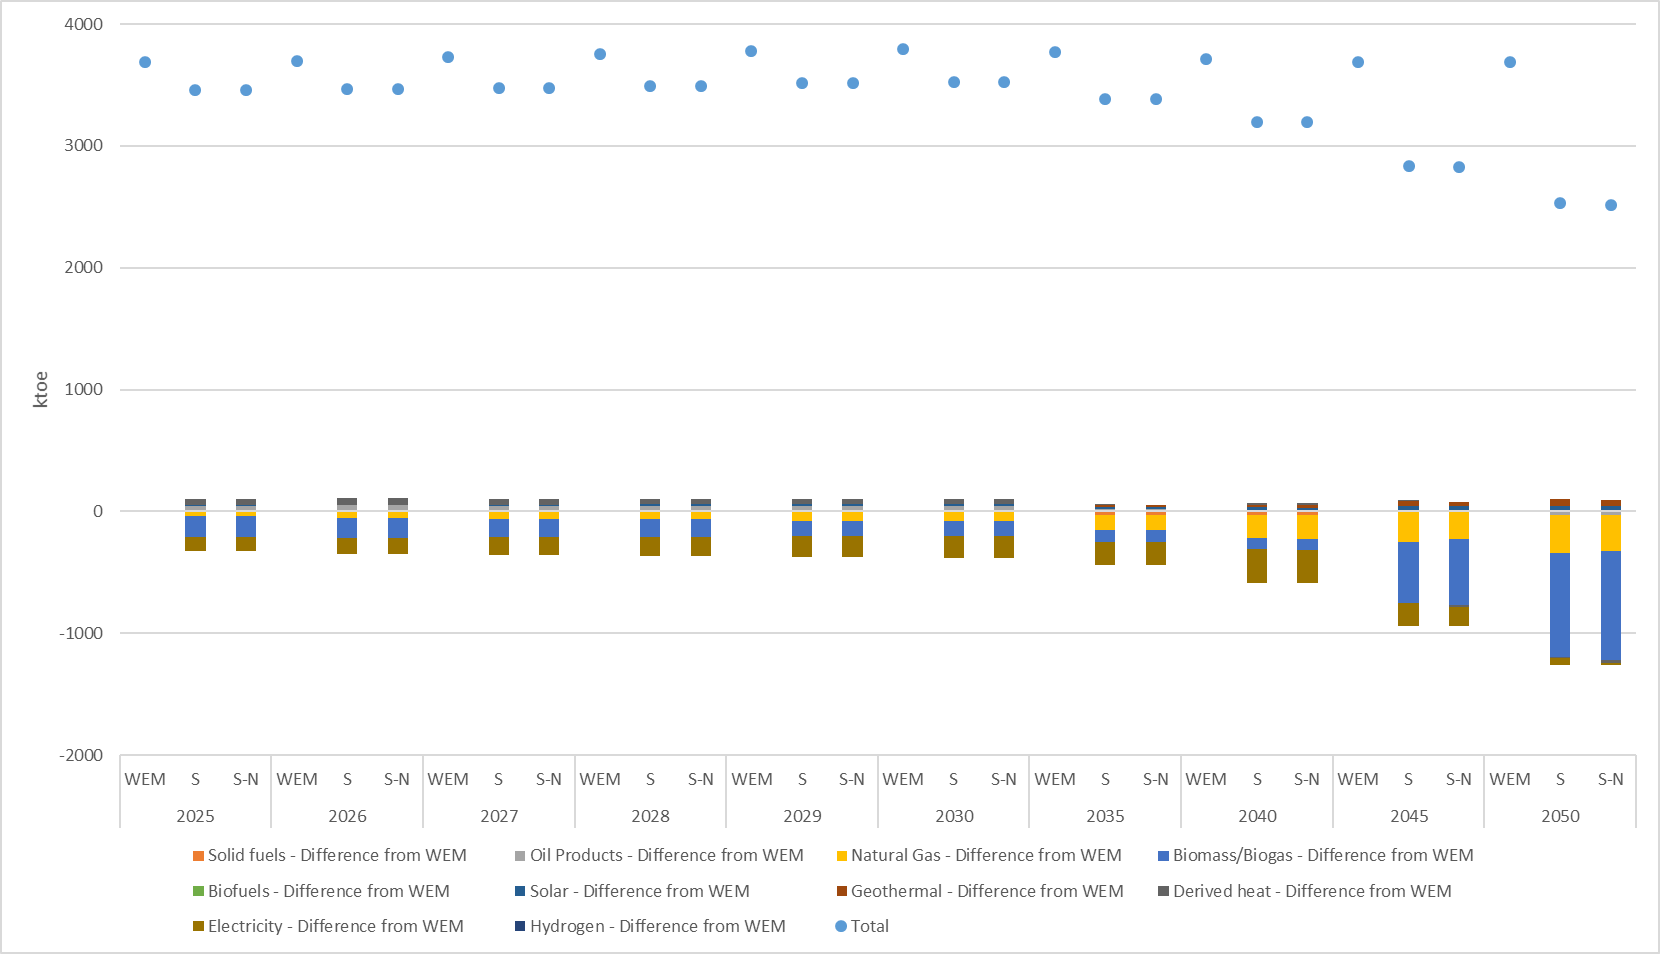 4000
3000
2000
1000
0
-1000
-2000
ktoe
WEM S S-N WEM S S-N WEM S S-N WEM S S-N WEM S S-N WEM S S-N WEM S S-N WEM S S-N WEM S S-N WEM S S-N
2025 2026 2027 2028 2029 2030 2035 2040 2045 2050
Solid fuels - Difference from WEM Oil Products - Difference from WEM Natural Gas - Difference from WEM Biomass/Biogas - Difference from WEM
Biofuels - Difference from WEM Solar - Difference from WEM Geothermal - Difference from WEM Derived heat - Difference from WEM
Electricity - Difference from WEM Hydrogen - Difference from WEM Total